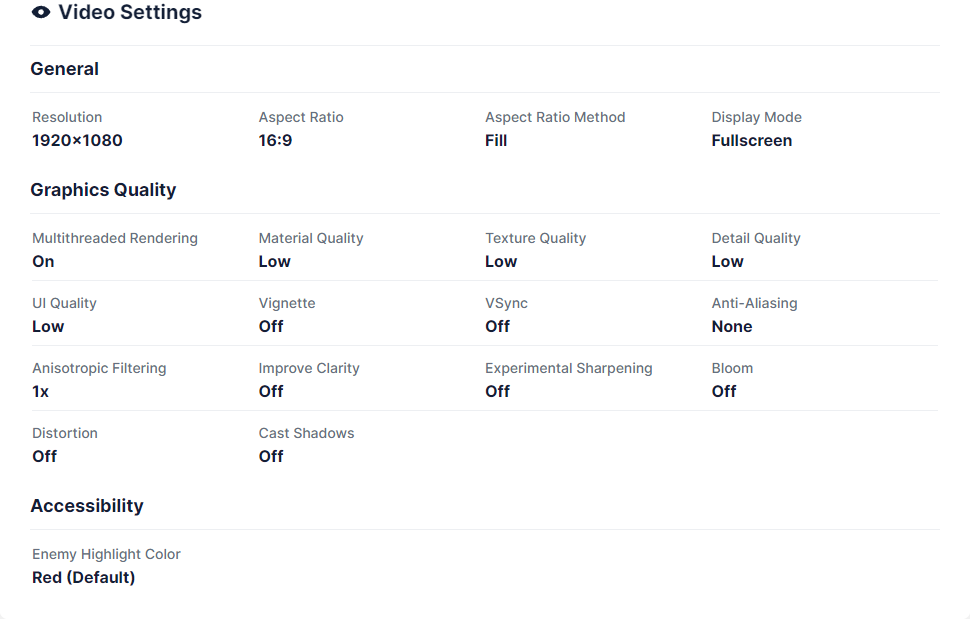 Video Settings
General
Resolution Aspect Ratio Aspect Ratio Method Display Mode
1920×1080 16:9 Fill Fullscreen
Graphics Quality
Multithreaded Rendering Material Quality Texture Quality Detail Quality
On Low Low Low
UI Quality Vignette VSync Anti-Aliasing
Low Off Off None
Anisotropic Filtering Improve Clarity Experimental Sharpening Bloom
1x Off Off Off
Distortion Cast Shadows
Off Off
Accessibility
Enemy Highlight Color
Red (Default)